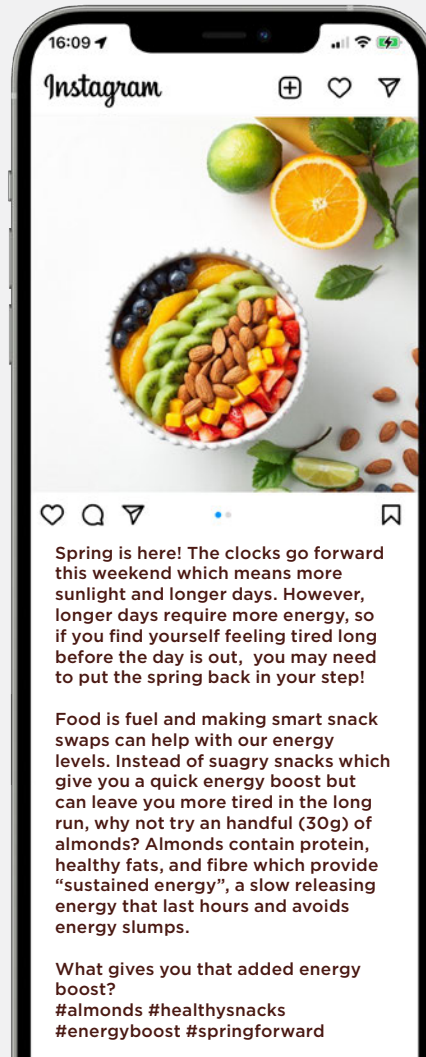 16:09
Instagram
Spring is here! The clocks go forward
this weekend which means more
sunlight and longer days. However,
longer days require more energy, so
if you find yourself feeling tired long
before the day is out,  you may need
to put the spring back in your step!
Food is fuel and making smart snack
swaps can help with our energy
levels. Instead of suagry snacks which
give you a quick energy boost but
can leave you more tired in the long
run, why not try an handful (30g) of
almonds? Almonds contain protein,
healthy fats, and fibre which provide
“sustained energy”, a slow releasing
energy that last hours and avoids
energy slumps.
What gives you that added energy
boost?
#almonds #healthysnacks
#energyboost #springforward